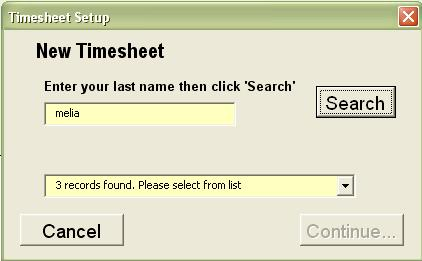 Timesheet Setup
New Timesheet
Enter your last name then click 'Search'
melia
Search
3 records found. Please select from list
Cancel
Continue...